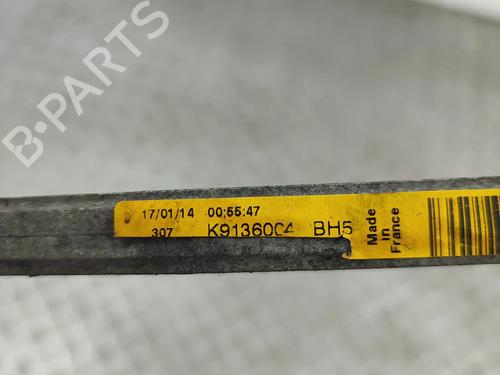 B-PARTS
17/01/14 00:55:47
307 K9136004 BH5
Made
in
France